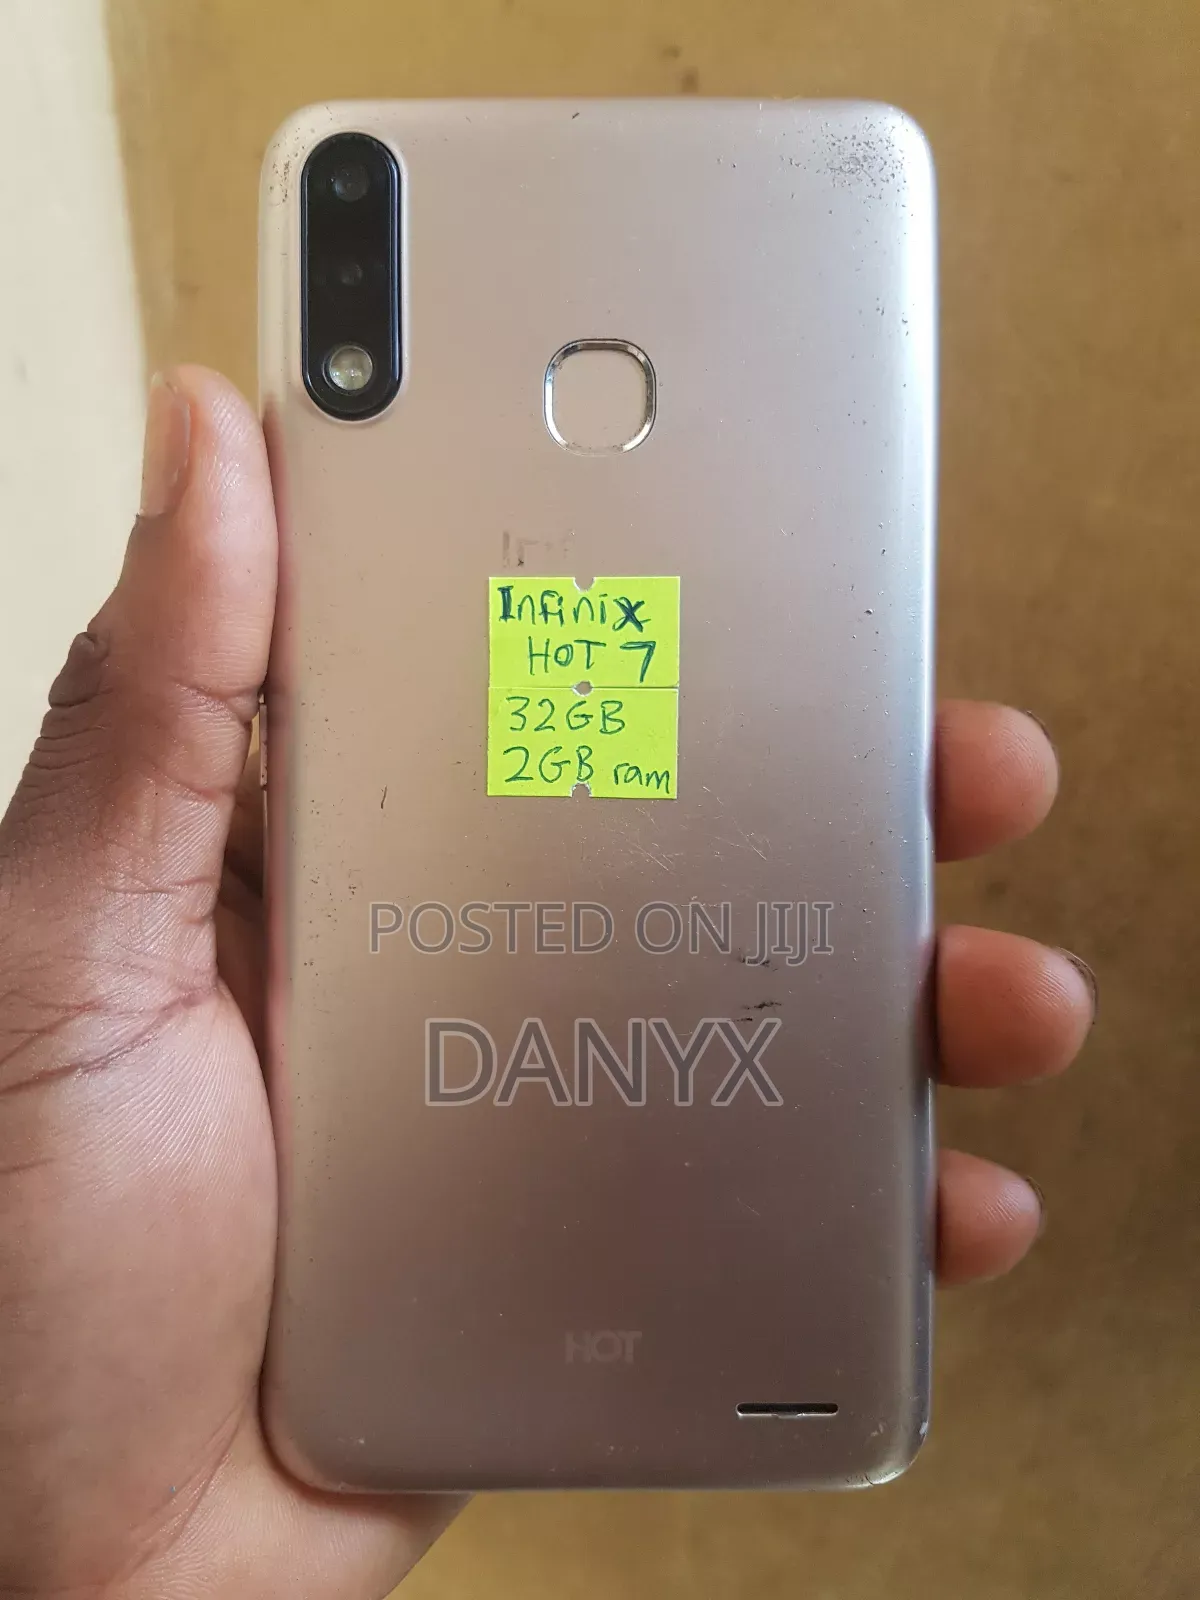 Infinix
HOT 7
32GB
2GB ram
POSTED ON JIJI
DANYX
HOT